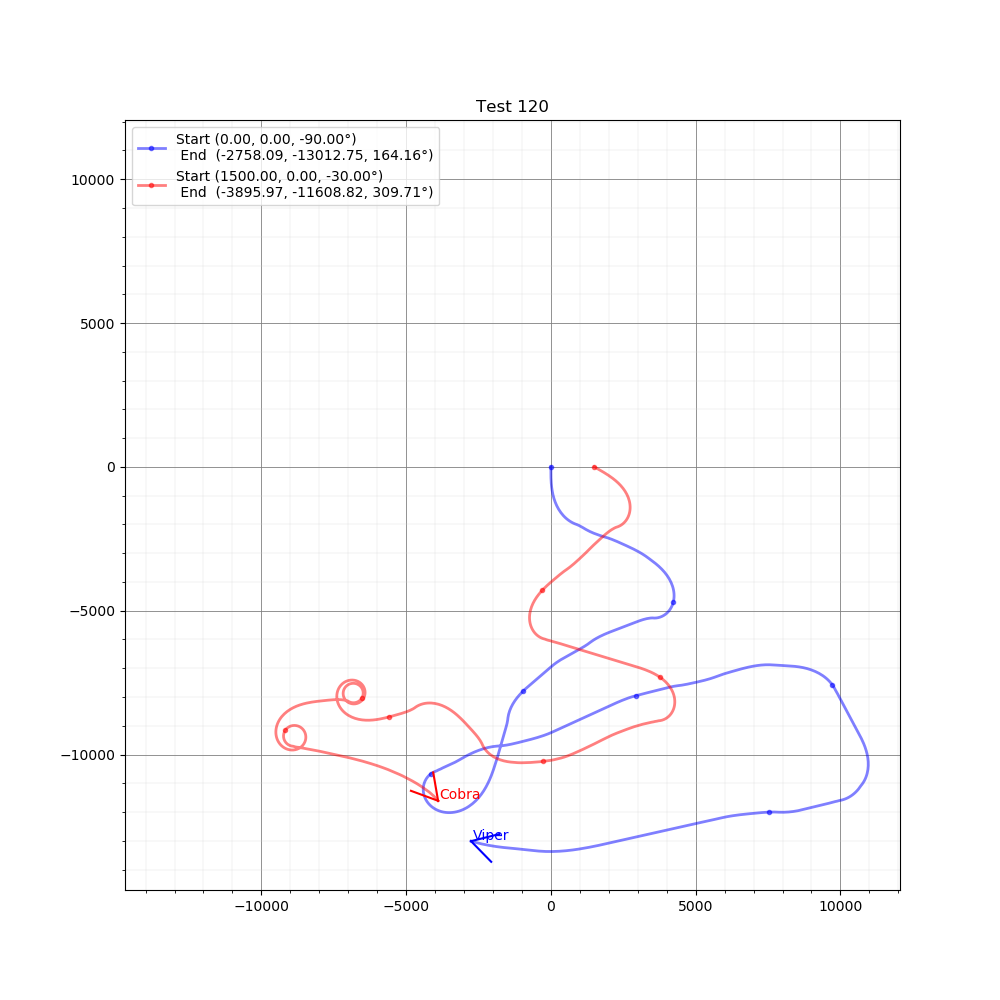 Test 120
Start (0.00, 0.00, -90.00°)
End  (-2758.09, -13012.75, 164.16°)
Start (1500.00, 0.00, -30.00°)
End  (-3895.97, -11608.82, 309.71°)
10000
5000
0
−5000
−10000
Cobra
Viper
−10000 −5000 0 5000 10000